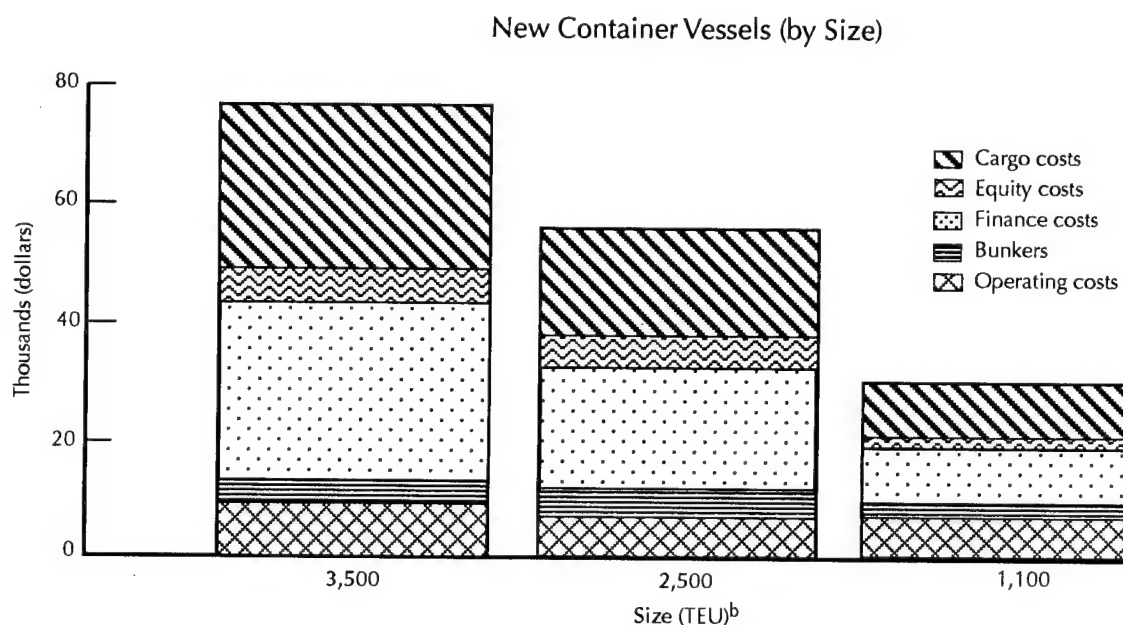 New Container Vessels (by Size)
80
60
40
20
0
Thousands (dollars)
Cargo costs
Equity costs
Finance costs
Bunkers
Operating costs
3,500
2,500
1,100
Size (TEU)b